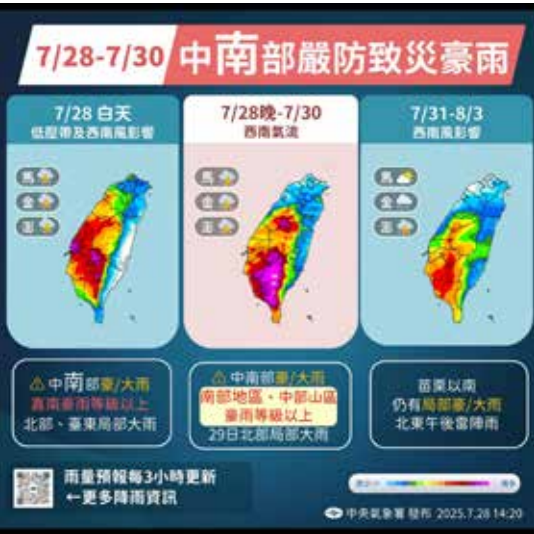 7/28-7/30 中南部嚴防致災豪雨
7/28 白天
低壓帶及西南風影響
馬
金
澎
7/28晚-7/30
西南氣流
馬
金
澎
7/31-8/3
西南風影響
馬
金
澎
中南部豪/大雨
嘉南豪雨等級以上
北部、臺東局部大雨
中南部豪/大雨
南部地區、中部山區
豪雨等級以上
29日北部局部大雨
苗栗以南
仍有局部豪/大雨
北東午後雷陣雨
雨量預報每3小時更新
←更多降雨資訊
中央氣象署 發布 2025.7.28 14:20